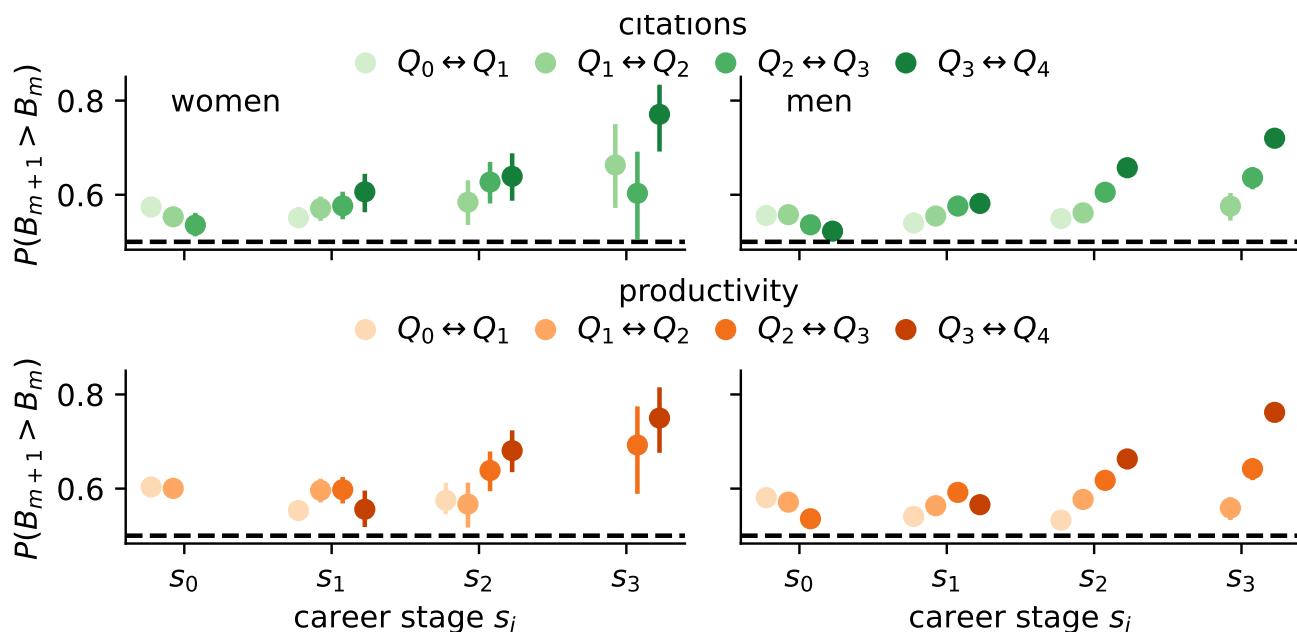 citations
Q₀ ↔ Q₁ Q₁ ↔ Q₂ Q₂ ↔ Q₃ Q₃ ↔ Q₄
P(Bₘ₊₁ > Bₘ)
0.8
0.6
women
men
productivity
Q₀ ↔ Q₁ Q₁ ↔ Q₂ Q₂ ↔ Q₃ Q₃ ↔ Q₄
P(Bₘ₊₁ > Bₘ)
0.8
0.6
s₀ s₁ s₂ s₃ s₀ s₁ s₂ s₃
career stage sᵢ career stage sᵢ